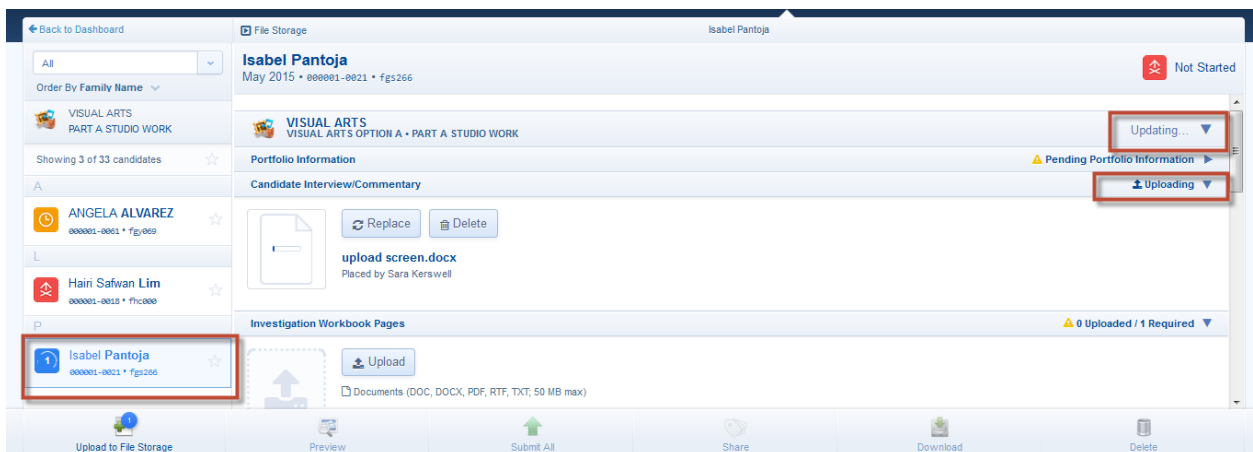 Back to Dashboard
File Storage
Isabel Pantoja
All
Order By Family Name
VISUAL ARTS
PART A STUDIO WORK
Showing 3 of 33 candidates
A
ANGELA ALVAREZ
000001-0061 • fgy069
L
Hairi Safwan Lim
000001-0018 • fhc000
P
1
Isabel Pantoja
000001-0021 • fgs266
Isabel Pantoja
May 2015 • 000001-0021 • fgs266
Not Started
VISUAL ARTS
VISUAL ARTS OPTION A • PART A STUDIO WORK
Updating...
Portfolio Information
Pending Portfolio Information
Candidate Interview/Commentary
Uploading
Replace
Delete
upload screen.docx
Placed by Sara Kerswell
Investigation Workbook Pages
0 Uploaded / 1 Required
Upload
Documents (DOC, DOCX, PDF, RTF, TXT; 50 MB max)
1
Upload to File Storage
Preview
Submit All
Share
Download
Delete